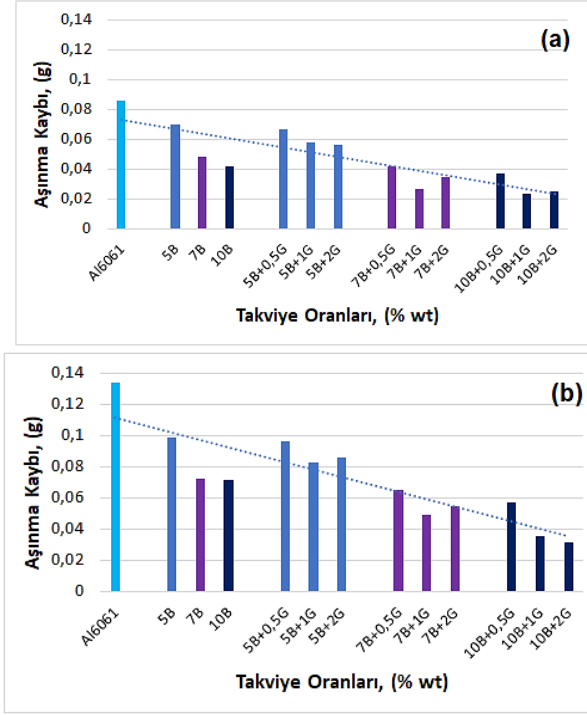 (a)
Aşınma Kaybı, (g)
0,14
0,12
0,1
0,08
0,06
0,04
0,02
0
Al6061
5B
7B
10B
5B+0,5G
5B+1G
5B+2G
7B+0,5G
7B+1G
7B+2G
10B+0,5G
10B+1G
10B+2G
Takviye Oranları, (% wt)
(b)
Aşınma Kaybı, (g)
0,14
0,12
0,1
0,08
0,06
0,04
0,02
0
Al6061
5B
7B
10B
5B+0,5G
5B+1G
5B+2G
7B+0,5G
7B+1G
7B+2G
10B+0,5G
10B+1G
10B+2G
Takviye Oranları, (% wt)